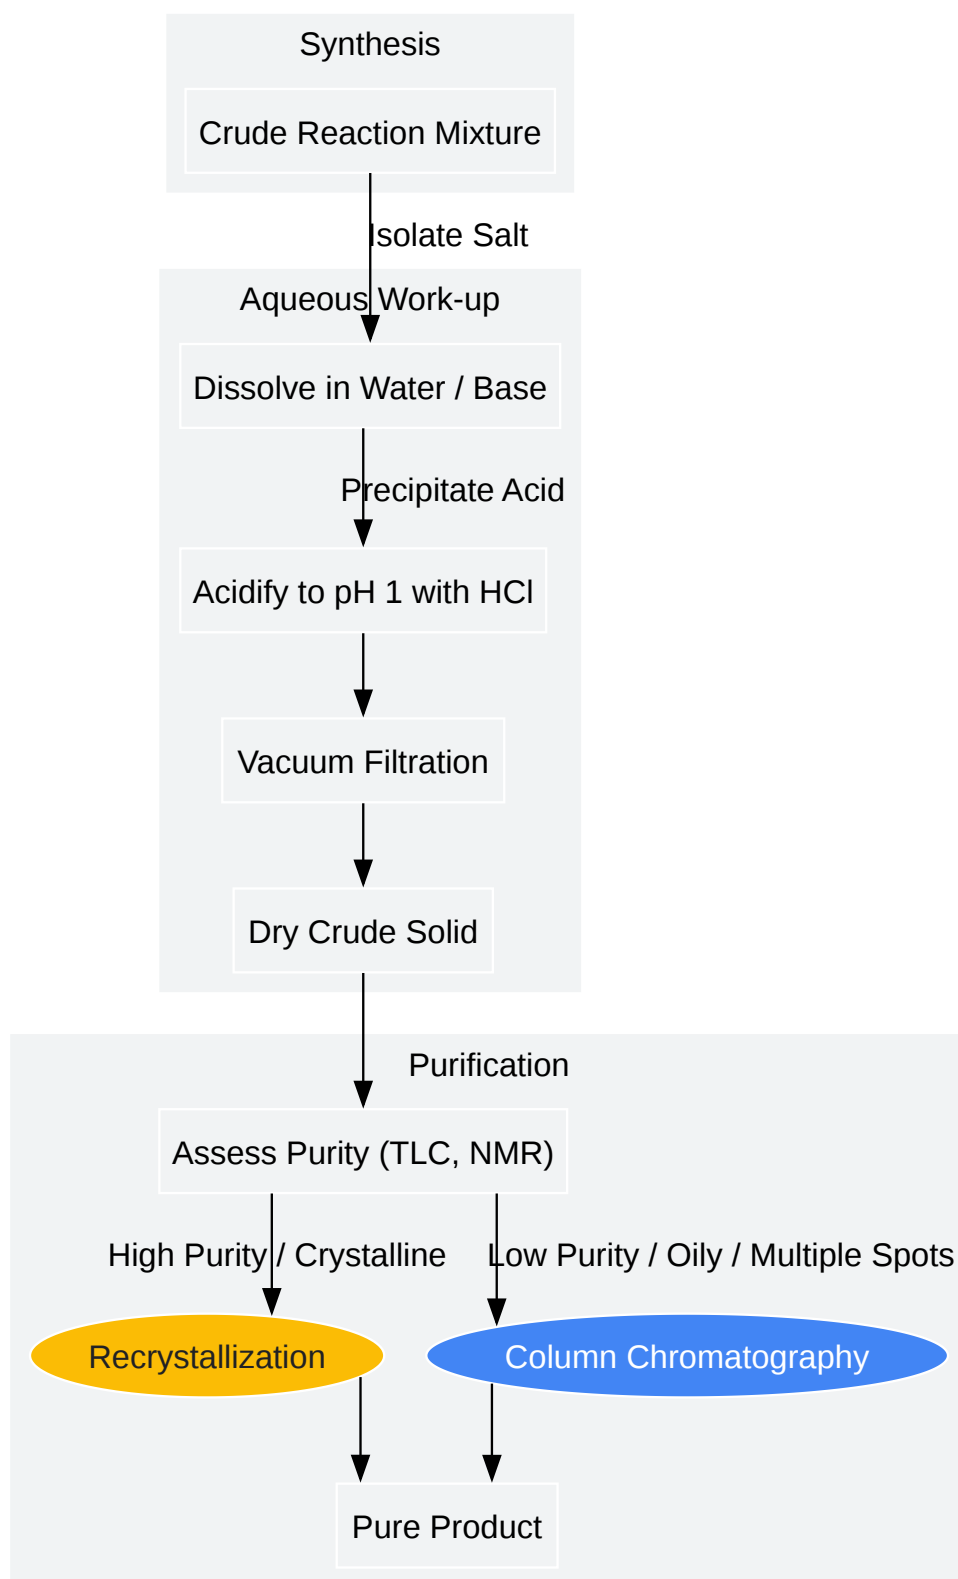 Synthesis
Crude Reaction Mixture
Isolate Salt
Aqueous Work-up
Dissolve in Water / Base
Precipitate Acid
Acidify to pH 1 with HCl
Vacuum Filtration
Dry Crude Solid
Purification
Assess Purity (TLC, NMR)
High Purity / Crystalline
Low Purity / Oily / Multiple Spots
Recrystallization
Column Chromatography
Pure Product